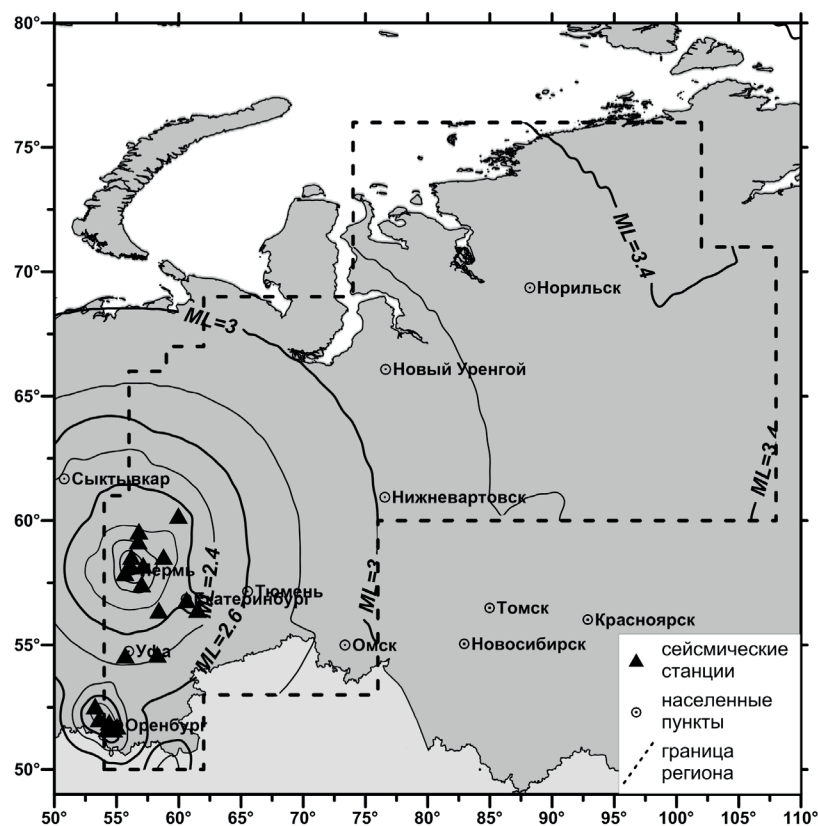 80°
75°
ML=3.4
70°
Норильск
ML=3
Новый Уренгой
65°
ML=3.4
Сыктывкар
Нижневартовск
60°
Пермь
ML=2.4
ML=3
Тюмень
Екатеринбург
Томск
Красноярск
ML=2.6
55°
Уфа
Омск
Новосибирск
сейсмические
станции
населенные
пункты
Оренбург
граница
региона
50°
50° 55° 60° 65° 70° 75° 80° 85° 90° 95° 100° 105° 110°